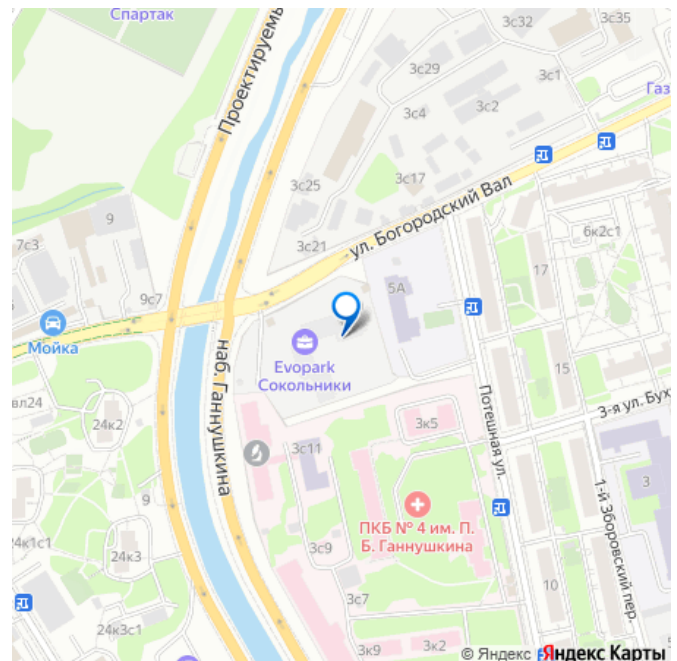 Спартак
3с32
3с35
Проектируемы
3с29
3с1
Газ
3с2
3с4
3с25
3с17
ул. Богородский Вал
9
7с3
3с21
6к2с1
9с7
5А
17
Мойка
Evopark
Сокольники
наб. Ганнушкина
15
вл24
24к2
3-я ул. Бух
Потешная ул.
3к5
3с11
3
9
ПКБ № 4 им. П.
Б. Ганнушкина
1-й Зборовский пер.
24к1с1
24к3
3с9
10
3с7
24к3с1
3к9
3к2
© Яндекс Яндекс Карты